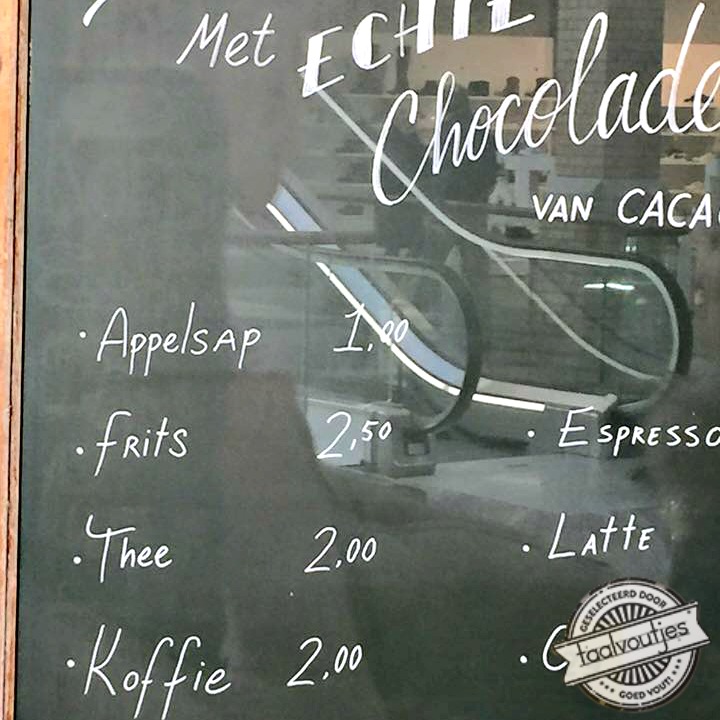 Met ECHTE
Chocolade
VAN CACA
· Appelsap 1,00
· frits 2,50
· Espresso
· Thee 2,00
· Latte
· Koffie 2,00
· C
GESELECTEERD DOOR
taalvoutjes
GOED VOUT!